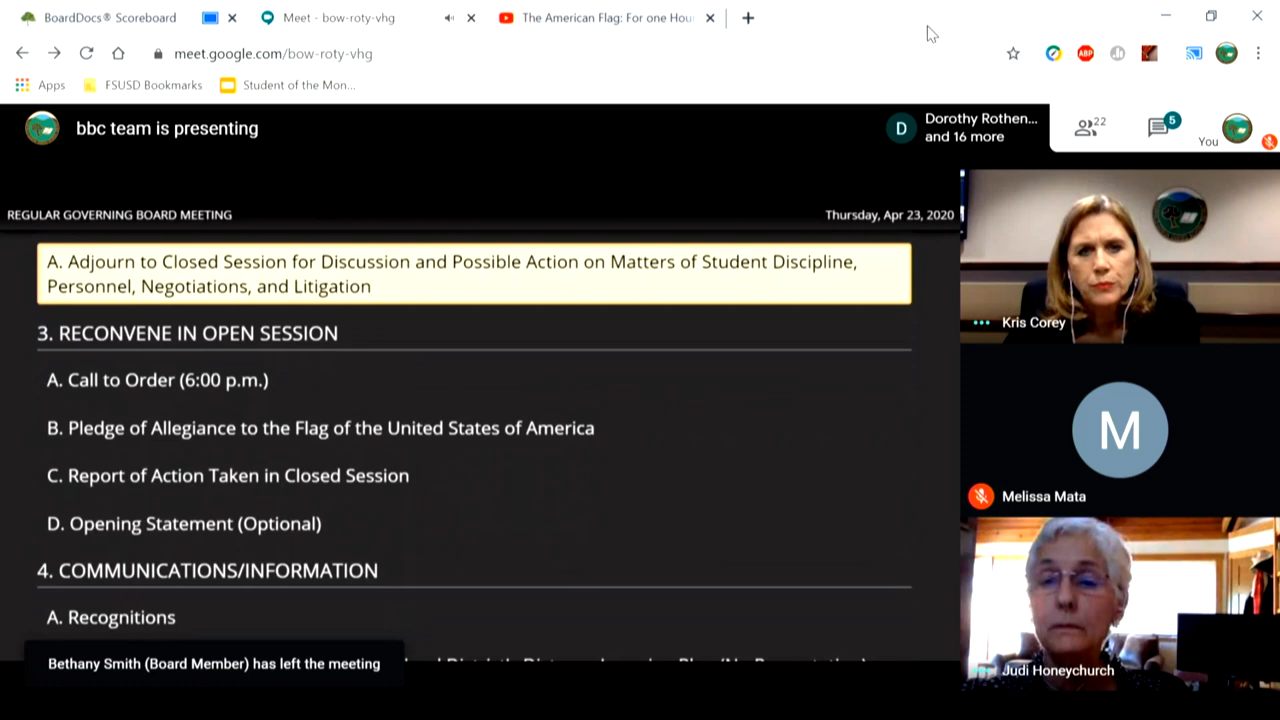 BoardDocs® Scoreboard
Meet - bow-roty-vhg
The American Flag: For one Hou
meet.google.com/bow-roty-vhg
ABP
Apps
FSUSD Bookmarks
Student of the Mon...
bbc team is presenting
D
Dorothy Rothen...
and 16 more
22
5
You
REGULAR GOVERNING BOARD MEETING
Thursday, Apr 23, 2020
A. Adjourn to Closed Session for Discussion and Possible Action on Matters of Student Discipline,
Personnel, Negotiations, and Litigation
3. RECONVENE IN OPEN SESSION
A. Call to Order (6:00 p.m.)
B. Pledge of Allegiance to the Flag of the United States of America
C. Report of Action Taken in Closed Session
D. Opening Statement (Optional)
4. COMMUNICATIONS/INFORMATION
A. Recognitions
Bethany Smith (Board Member) has left the meeting
Kris Corey
M
Melissa Mata
Judi Honeychurch